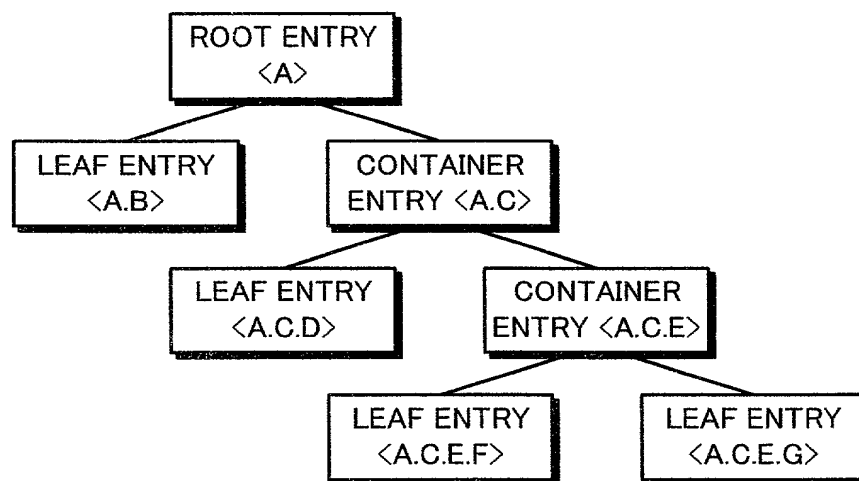 ROOT ENTRY
<A>
LEAF ENTRY
<A.B>
CONTAINER
ENTRY <A.C>
LEAF ENTRY
<A.C.D>
CONTAINER
ENTRY <A.C.E>
LEAF ENTRY
<A.C.E.F>
LEAF ENTRY
<A.C.E.G>